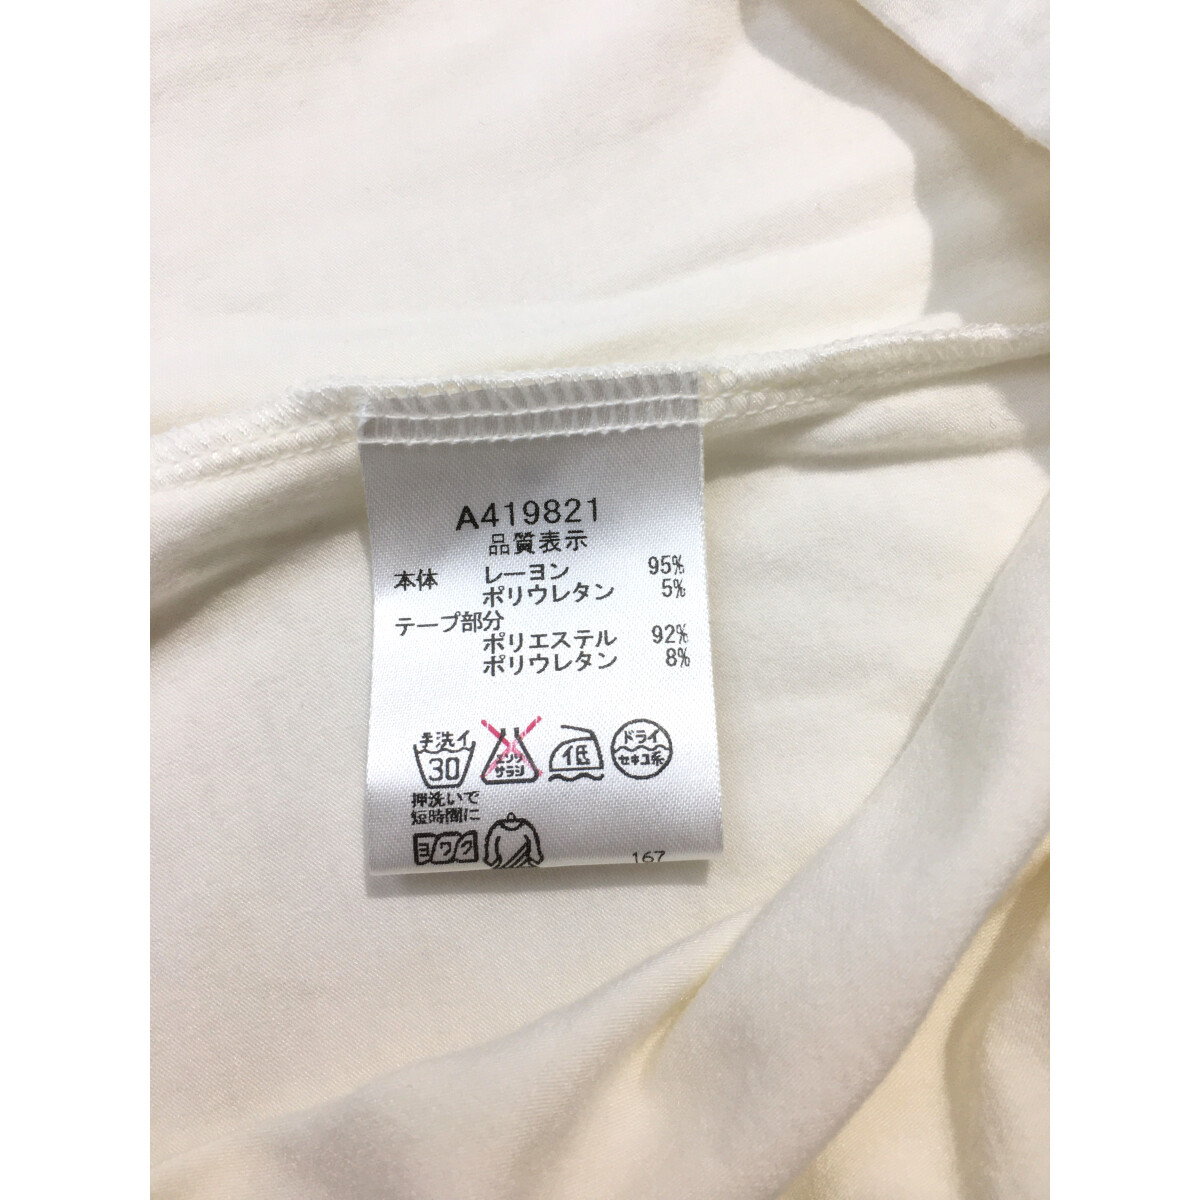 A419821
品質表示
本体 レーヨン 95%
ポリウレタン 5%
テープ部分
ポリエステル 92%
ポリウレタン 8%
手洗イ 30
エンソ サラシ
低
ドライ セキユ系
押洗いで
短時間に
ヨワク
167